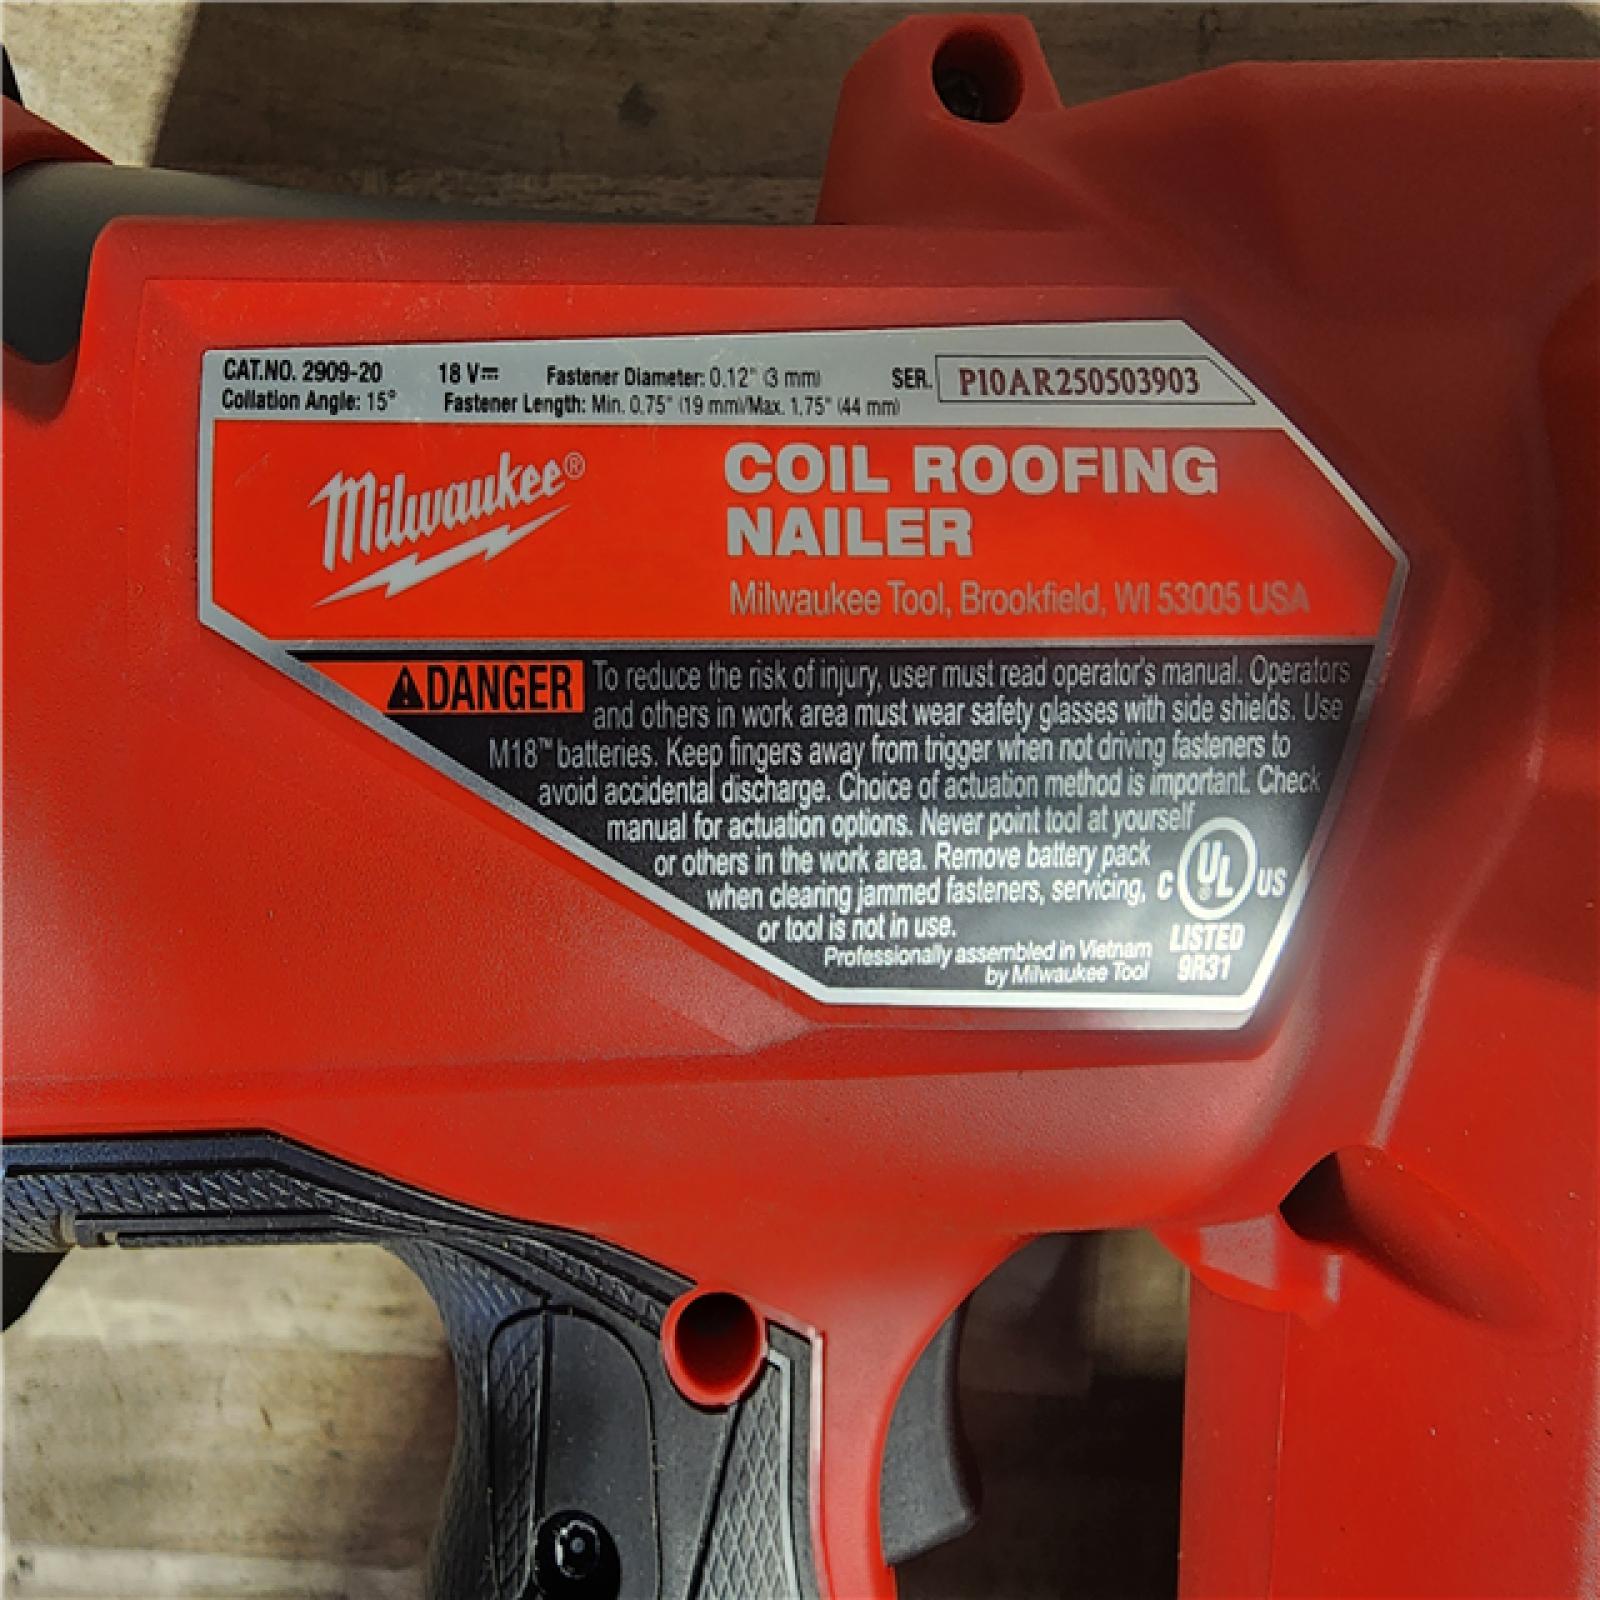 CAT.NO. 2909-20 18 V⎓ Fastener Diameter: 0.12" (3 mm) SER. P10AR250503903
Collation Angle: 15° Fastener Length: Min. 0.75" (19 mm)/Max. 1.75" (44 mm)
Milwaukee®
COIL ROOFING
NAILER
Milwaukee Tool, Brookfield, WI 53005 USA
DANGER To reduce the risk of injury, user must read operator's manual. Operators
and others in work area must wear safety glasses with side shields. Use
M18™ batteries. Keep fingers away from trigger when not driving fasteners to
avoid accidental discharge. Choice of actuation method is important. Check
manual for actuation options. Never point tool at yourself
or others in the work area. Remove battery pack
when clearing jammed fasteners, servicing,
or tool is not in use.
Professionally assembled in Vietnam
by Milwaukee Tool
C UL® US
LISTED
9R31